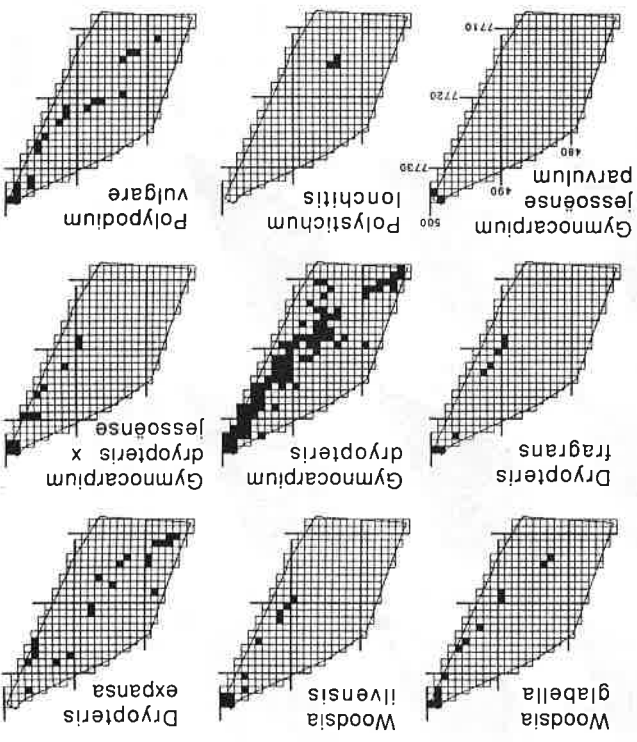 Woodsia
glabella
Woodsia
ilvensis
Dryopteris
expansa
Dryopteris
fragrans
Gymnocarpium
dryopteris
Gymnocarpium
dryopteris x
jessoënse
Gymnocarpium
jessoënse
parvulum
500
490
480
7730
7720
7710
Polystichum
lonchitis
Polypodium
vulgare